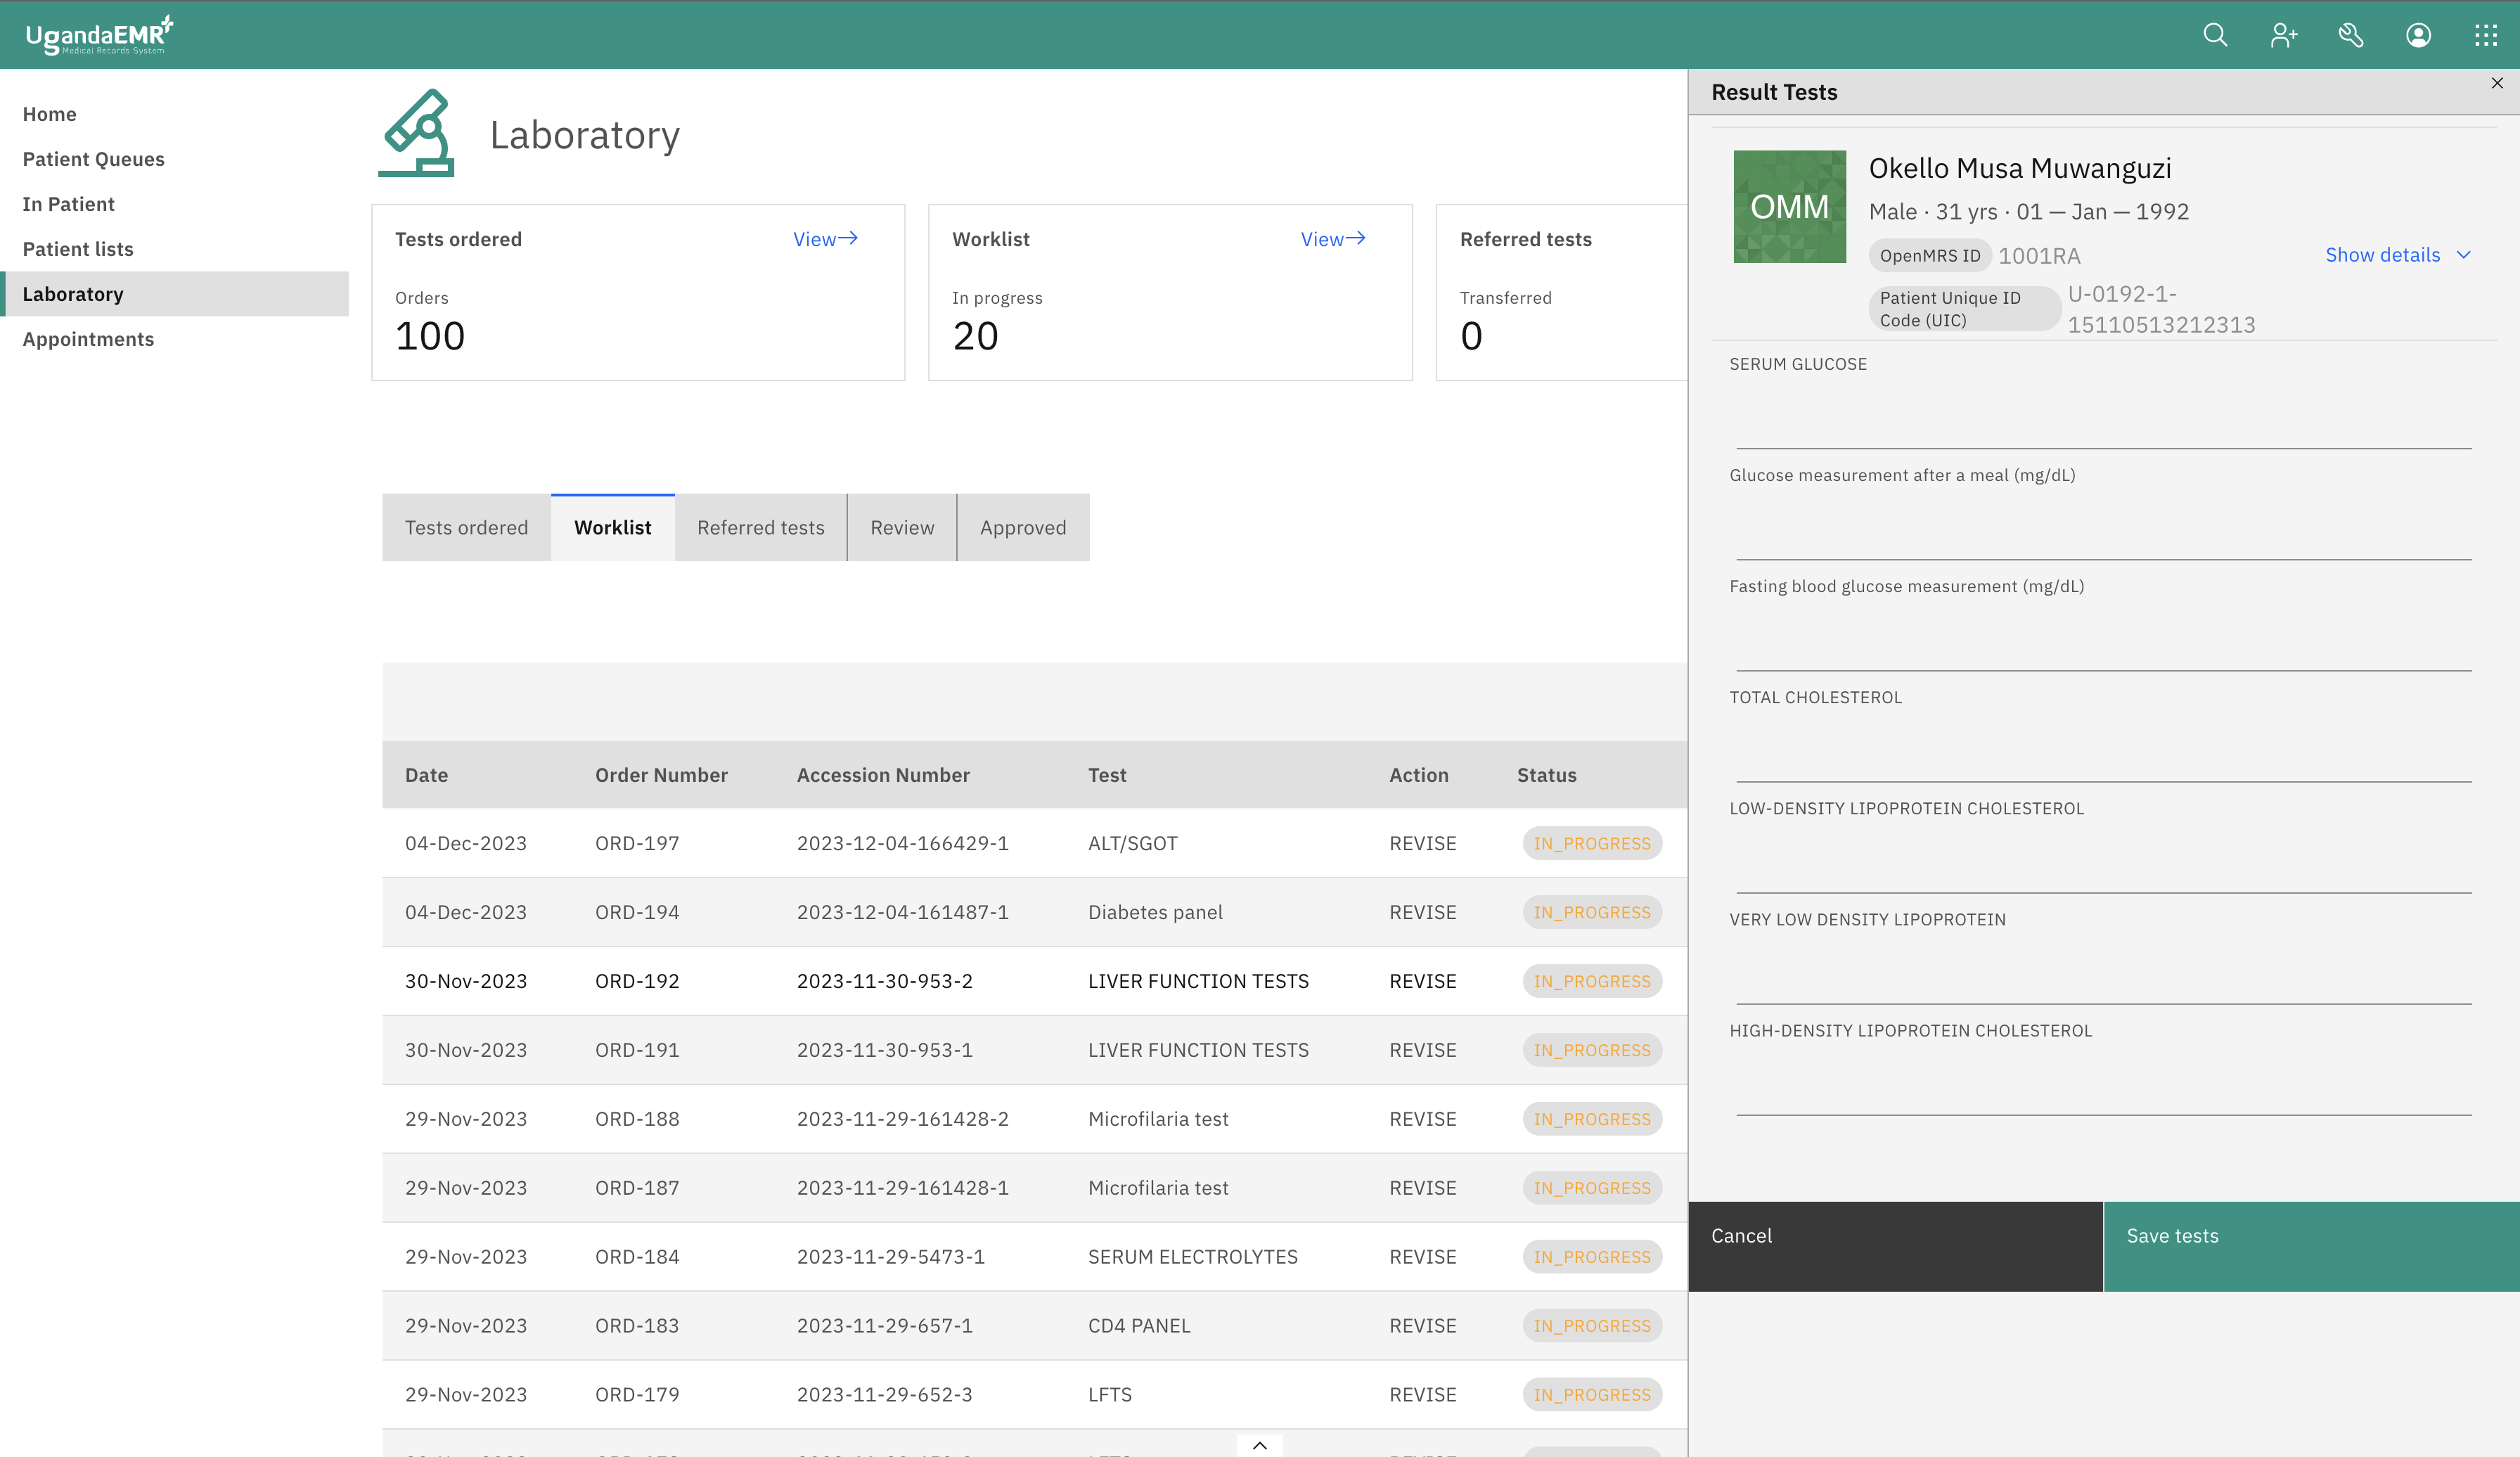 UgandaEMR
Medical Records System
Home
Patient Queues
In Patient
Patient lists
Laboratory
Appointments
Laboratory
Tests ordered View
Orders
100
Worklist View
In progress
20
Referred tests
Transferred
0
Tests ordered Worklist Referred tests Review Approved
Date Order Number Accession Number Test Action Status
04-Dec-2023 ORD-197 2023-12-04-166429-1 ALT/SGOT REVISE IN_PROGRESS
04-Dec-2023 ORD-194 2023-12-04-161487-1 Diabetes panel REVISE IN_PROGRESS
30-Nov-2023 ORD-192 2023-11-30-953-2 LIVER FUNCTION TESTS REVISE IN_PROGRESS
30-Nov-2023 ORD-191 2023-11-30-953-1 LIVER FUNCTION TESTS REVISE IN_PROGRESS
29-Nov-2023 ORD-188 2023-11-29-161428-2 Microfilaria test REVISE IN_PROGRESS
29-Nov-2023 ORD-187 2023-11-29-161428-1 Microfilaria test REVISE IN_PROGRESS
29-Nov-2023 ORD-184 2023-11-29-5473-1 SERUM ELECTROLYTES REVISE IN_PROGRESS
29-Nov-2023 ORD-183 2023-11-29-657-1 CD4 PANEL REVISE IN_PROGRESS
29-Nov-2023 ORD-179 2023-11-29-652-3 LFTS REVISE IN_PROGRESS
Result Tests
OMM
Okello Musa Muwanguzi
Male · 31 yrs · 01 — Jan — 1992
OpenMRS ID 1001RA
Show details
Patient Unique ID
Code (UIC)
U-0192-1-
15110513212313
SERUM GLUCOSE
Glucose measurement after a meal (mg/dL)
Fasting blood glucose measurement (mg/dL)
TOTAL CHOLESTEROL
LOW-DENSITY LIPOPROTEIN CHOLESTEROL
VERY LOW DENSITY LIPOPROTEIN
HIGH-DENSITY LIPOPROTEIN CHOLESTEROL
Cancel
Save tests